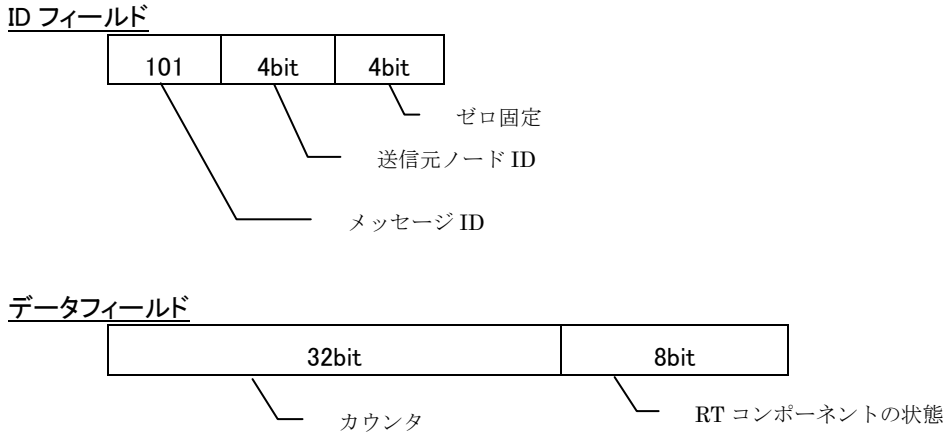 ID フィールド
101 4bit 4bit
ゼロ固定
送信元ノード ID
メッセージ ID
データフィールド
32bit 8bit
カウンタ
RT コンポーネントの状態